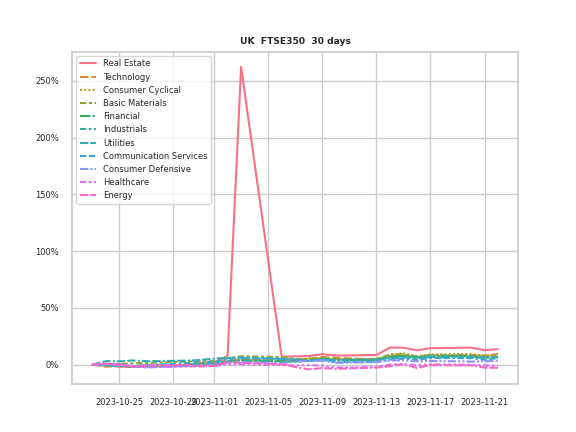 UK FTSE350 30 days
Real Estate
Technology
Consumer Cyclical
Basic Materials
Financial
Industrials
Utilities
Communication Services
Consumer Defensive
Healthcare
Energy
250%
200%
150%
100%
50%
0%
2023-10-25 2023-10-29 2023-11-01 2023-11-05 2023-11-09 2023-11-13 2023-11-17 2023-11-21